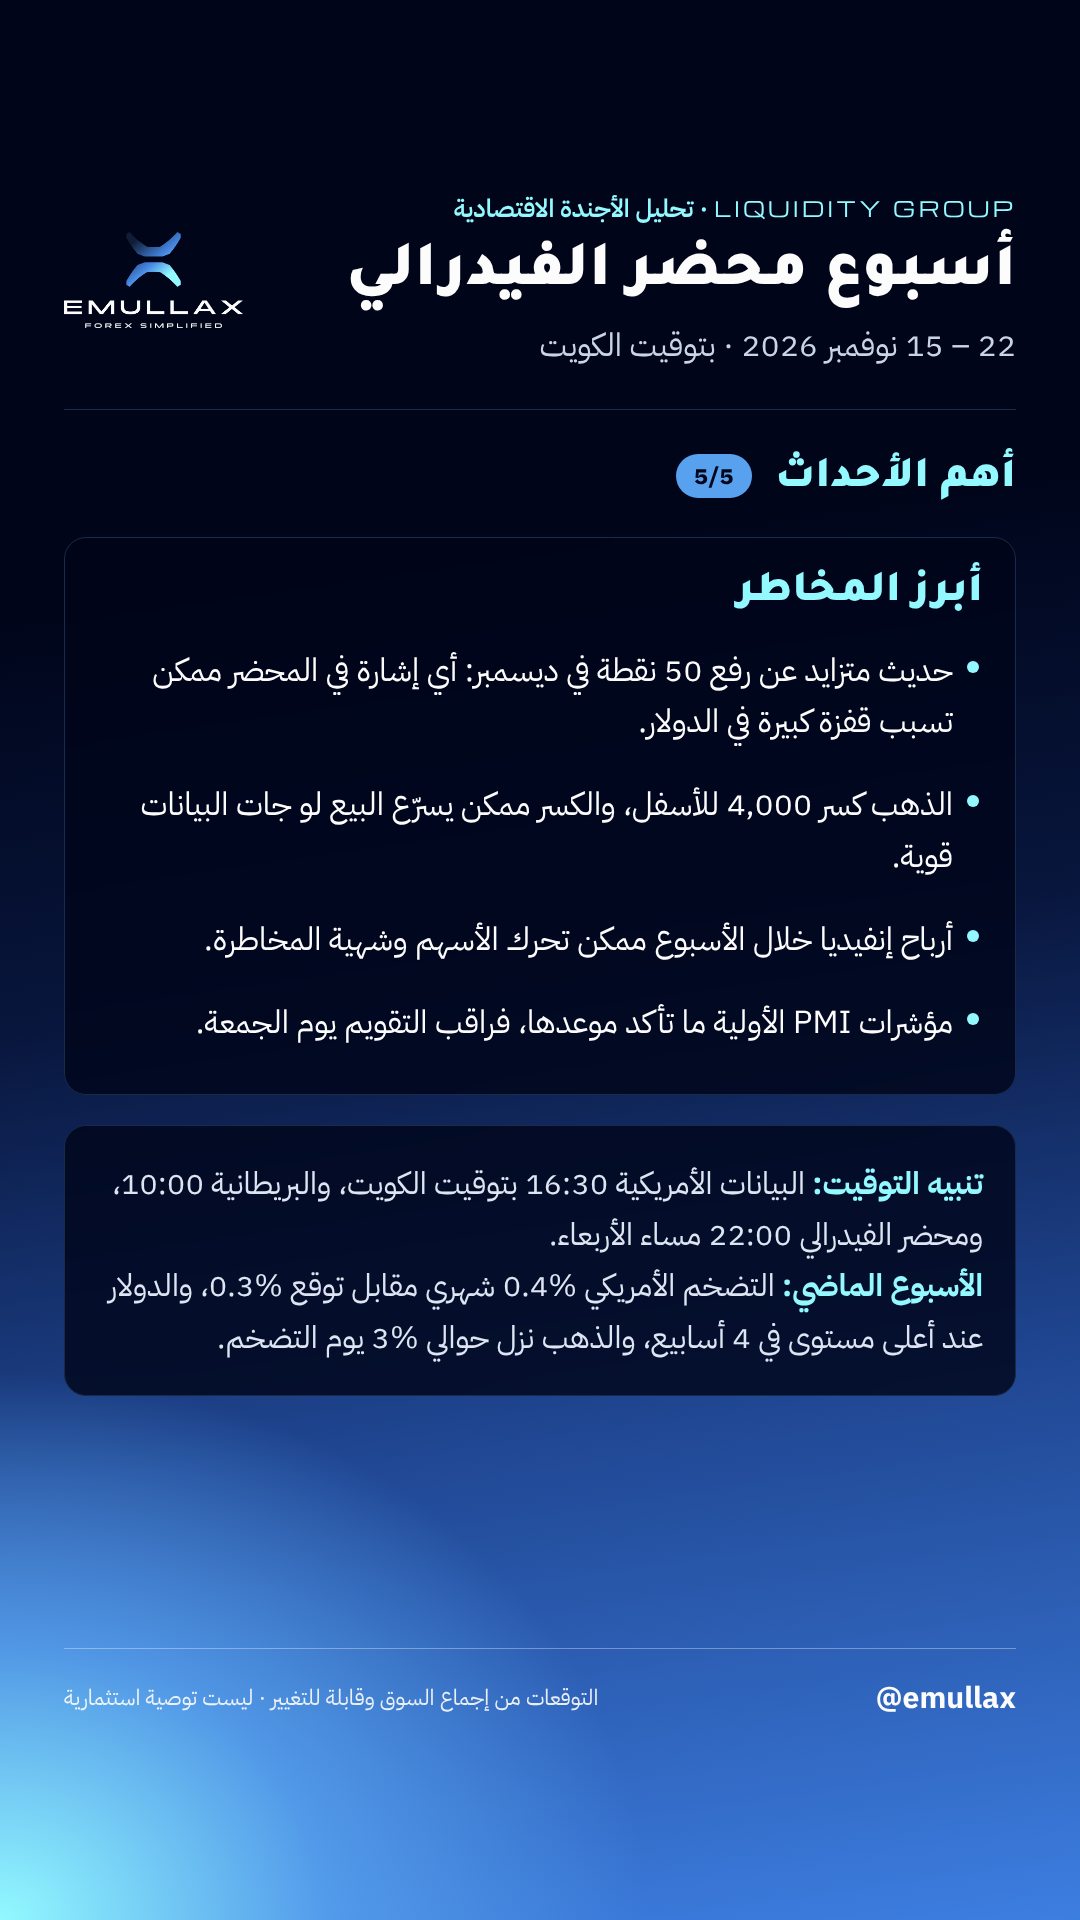 LIQUIDITY GROUP · تحليل الأجندة الاقتصادية
أسبوع محضر الفيدرالي
22 – 15 نوفمبر 2026 · بتوقيت الكويت
EMULLAX
FOREX SIMPLIFIED
أهم الأحداث 5/5
أبرز المخاطر
• حديث متزايد عن رفع 50 نقطة في ديسمبر: أي إشارة في المحضر ممكن
تسبب قفزة كبيرة في الدولار.
• الذهب كسر 4,000 للأسفل، والكسر ممكن يسرّع البيع لو جات البيانات
قوية.
• أرباح إنفيديا خلال الأسبوع ممكن تحرك الأسهم وشهية المخاطرة.
• مؤشرات PMI الأولية ما تأكد موعدها، فراقب التقويم يوم الجمعة.
تنبيه التوقيت: البيانات الأمريكية 16:30 بتوقيت الكويت، والبريطانية 10:00،
ومحضر الفيدرالي 22:00 مساء الأربعاء.
الأسبوع الماضي: التضخم الأمريكي 0.4% شهري مقابل توقع 0.3%، والدولار
عند أعلى مستوى في 4 أسابيع، والذهب نزل حوالي 3% يوم التضخم.
@emullax
التوقعات من إجماع السوق وقابلة للتغيير · ليست توصية استثمارية